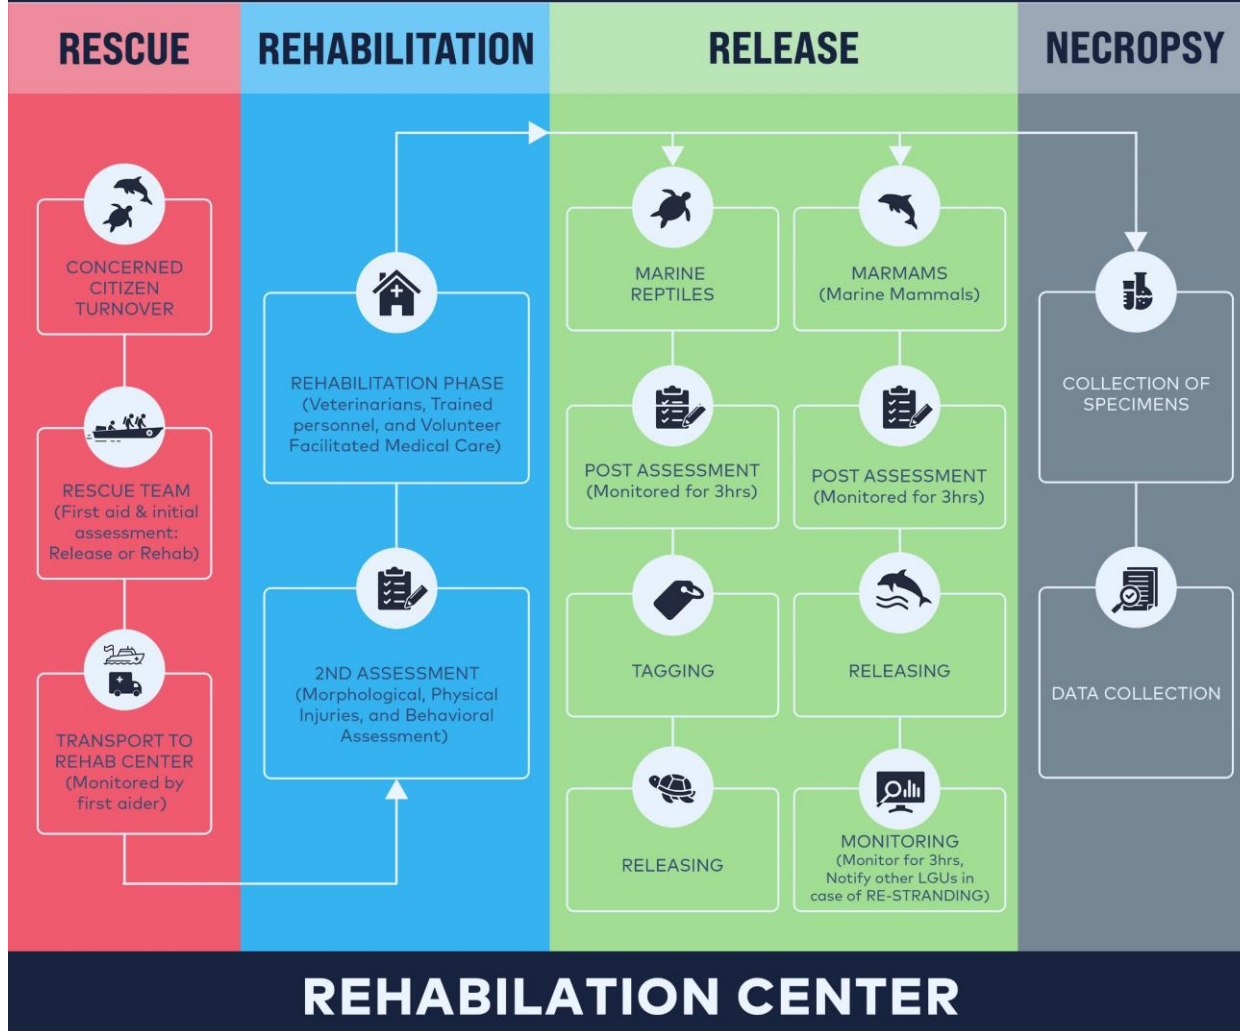 RESCUE
REHABILITATION
RELEASE
NECROPSY
CONCERNED
CITIZEN
TURNOVER
RESCUE TEAM
(First aid & initial
assessment:
Release or Rehab)
TRANSPORT TO
REHAB CENTER
(Monitored by
first aider)
REHABILITATION PHASE
(Veterinarians, Trained
personnel, and Volunteer
Facilitated Medical Care)
2ND ASSESSMENT
(Morphological, Physical
Injuries, and Behavioral
Assessment)
MARINE
REPTILES
POST ASSESSMENT
(Monitored for 3hrs)
TAGGING
RELEASING
MARMAMS
(Marine Mammals)
POST ASSESSMENT
(Monitored for 3hrs)
RELEASING
MONITORING
(Monitor for 3hrs,
Notify other LGUs in
case of RE-STRANDING)
COLLECTION OF
SPECIMENS
DATA COLLECTION
REHABILATION CENTER